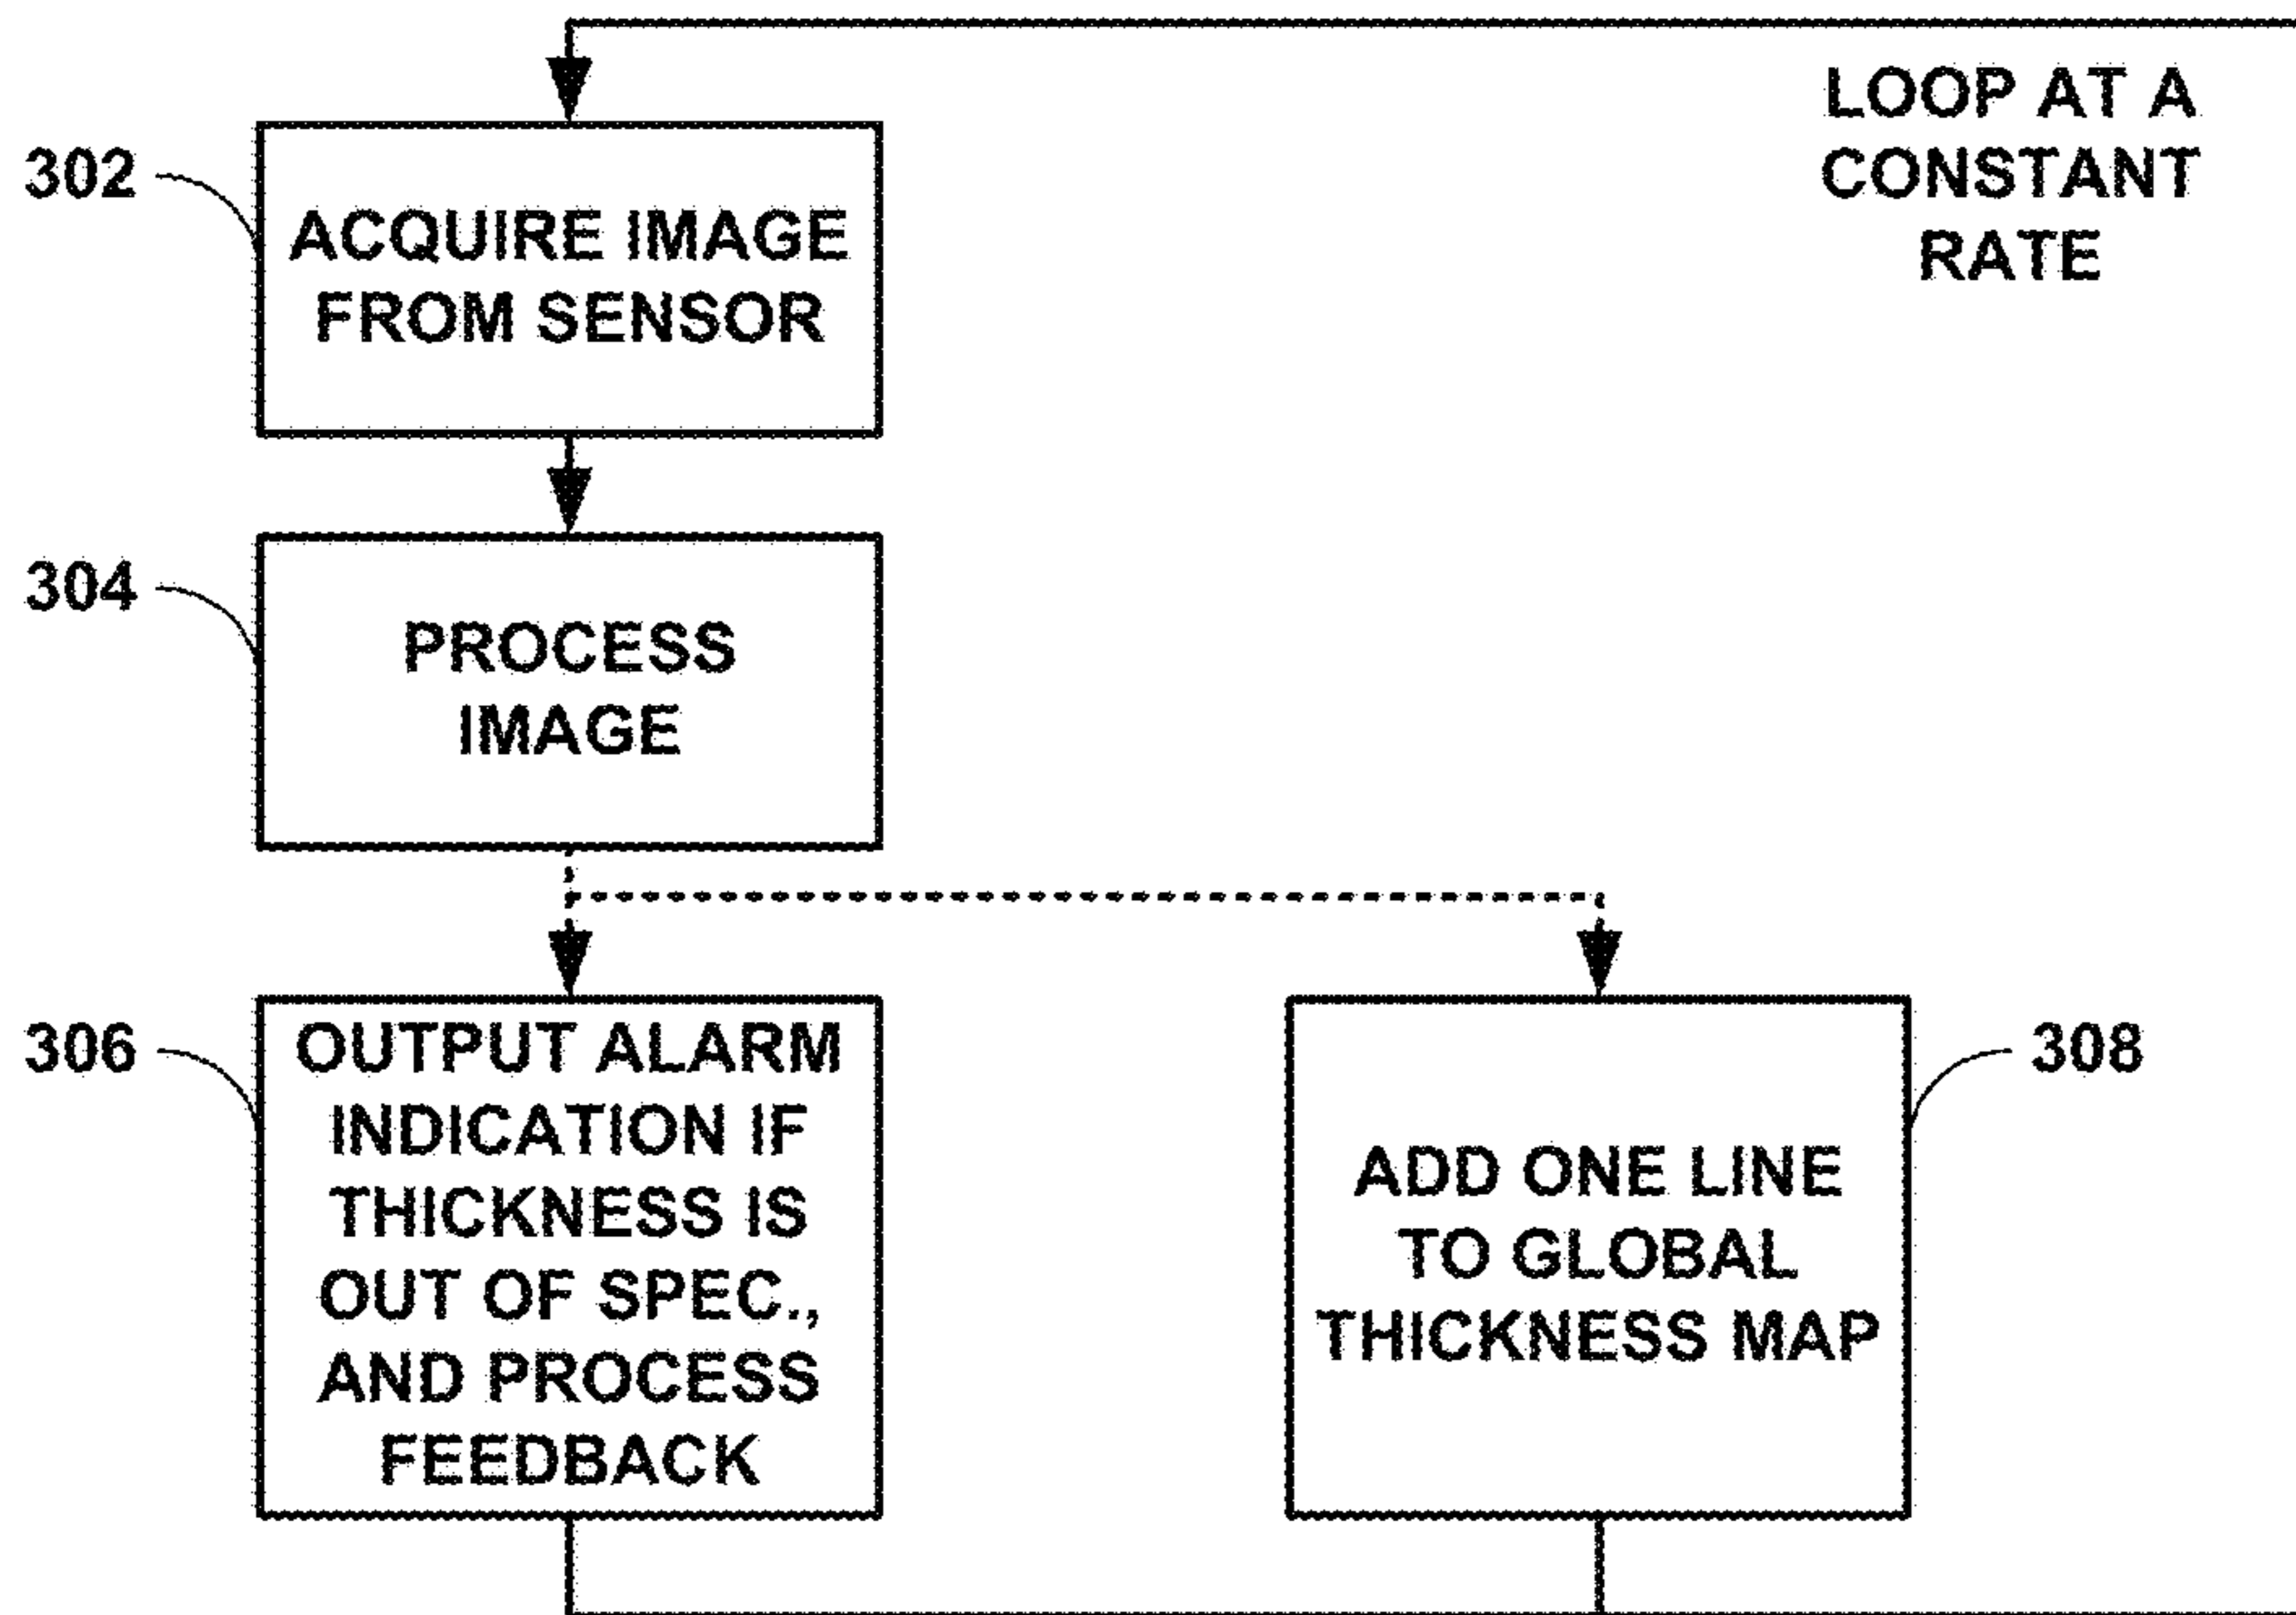 LOOP AT A
CONSTANT
RATE
302
ACQUIRE IMAGE
FROM SENSOR
304
PROCESS
IMAGE
306
OUTPUT ALARM
INDICATION IF
THICKNESS IS
OUT OF SPEC.,
AND PROCESS
FEEDBACK
308
ADD ONE LINE
TO GLOBAL
THICKNESS MAP